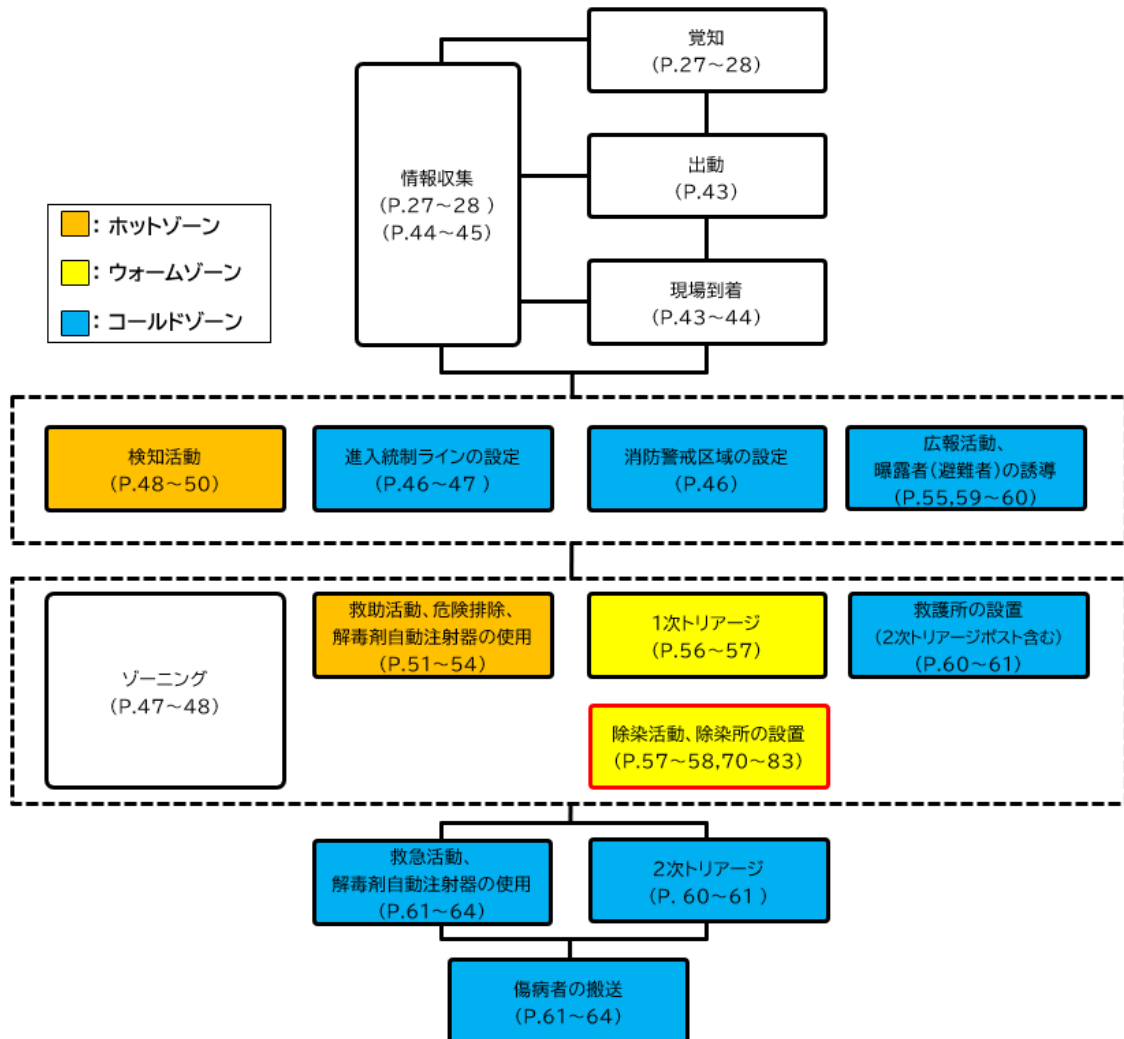 覚知
(P.27～28)
情報収集
(P.27～28 )
(P.44～45)
出動
(P.43)
現場到着
(P.43～44)
：ホットゾーン
：ウォームゾーン
：コールドゾーン
検知活動
(P.48～50)
進入統制ラインの設定
(P.46～47 )
消防警戒区域の設定
(P.46)
広報活動、
曝露者(避難者)の誘導
(P.55,59～60)
ゾーニング
(P.47～48)
救助活動、危険排除、
解毒剤自動注射器の使用
(P.51～54)
1次トリアージ
(P.56～57)
救護所の設置
(2次トリアージポスト含む)
(P.60～61)
除染活動、除染所の設置
(P.57～58,70～83)
救急活動、
解毒剤自動注射器の使用
(P.61～64)
2次トリアージ
(P. 60～61 )
傷病者の搬送
(P.61～64)